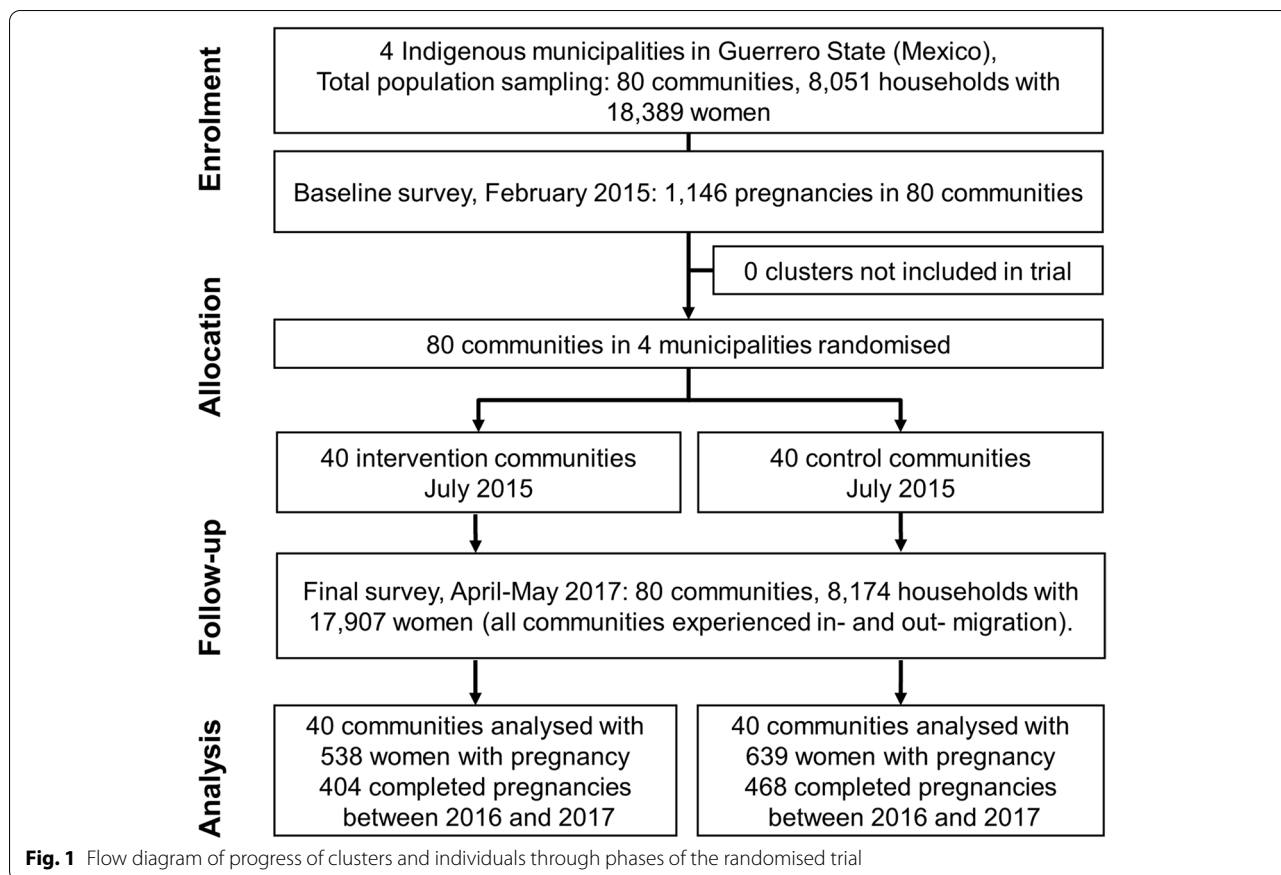 Enrolment
4 Indigenous municipalities in Guerrero State (Mexico),
Total population sampling: 80 communities, 8,051 households with
18,389 women
Baseline survey, February 2015: 1,146 pregnancies in 80 communities
0 clusters not included in trial
Allocation
80 communities in 4 municipalities randomised
40 intervention communities
July 2015
40 control communities
July 2015
Follow-up
Final survey, April-May 2017: 80 communities, 8,174 households with
17,907 women (all communities experienced in- and out- migration).
Analysis
40 communities analysed with
538 women with pregnancy
404 completed pregnancies
between 2016 and 2017
40 communities analysed with
639 women with pregnancy
468 completed pregnancies
between 2016 and 2017
Fig. 1 Flow diagram of progress of clusters and individuals through phases of the randomised trial